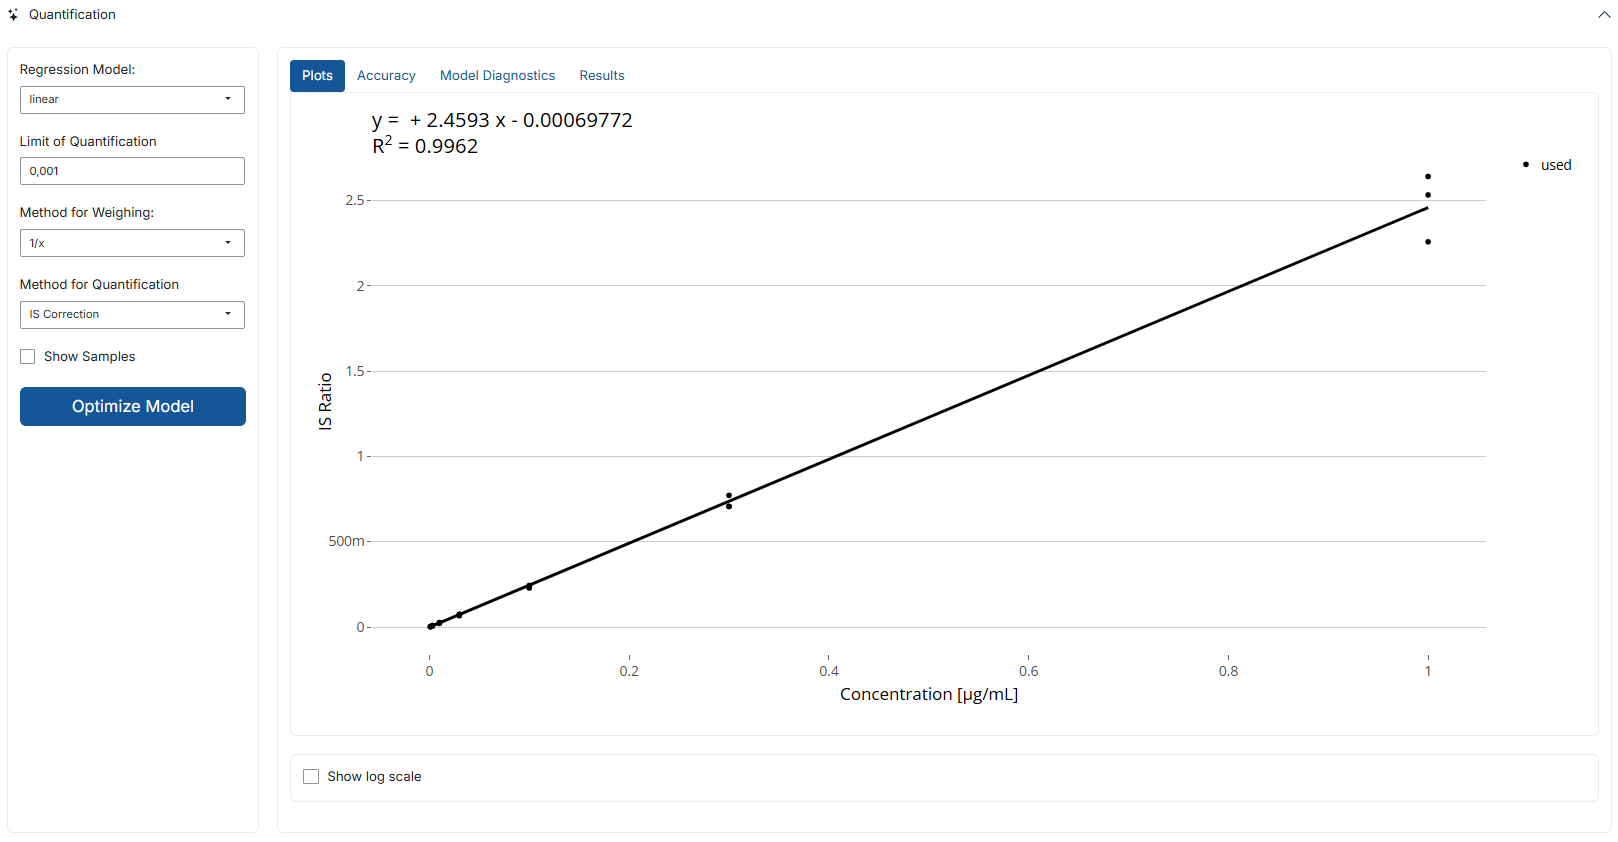 Quantification
Regression Model:
linear
Limit of Quantification
0,001
Method for Weighing:
1/x
Method for Quantification
IS Correction
Show Samples
Optimize Model
Plots Accuracy Model Diagnostics Results
y =  + 2.4593 x - 0.00069772
R² = 0.9962
used
2.5
2
1.5
1
500m
0
IS Ratio
0 0.2 0.4 0.6 0.8 1
Concentration [µg/mL]
Show log scale